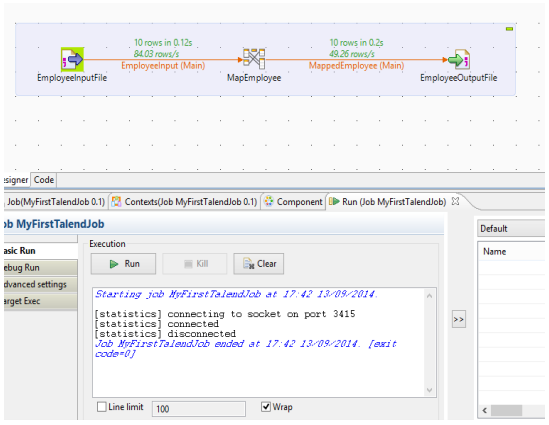 10 rows in 0.12s
84.03 rows/s
EmployeeInput (Main)
10 rows in 0.2s
49.26 rows/s
MappedEmployee (Main)
EmployeeInputFile
MapEmployee
EmployeeOutputFile
esigner Code
Job(MyFirstTalendJob 0.1) Contexts(Job MyFirstTalendJob 0.1) Component Run (Job MyFirstTalendJob)
ob MyFirstTalendJob
Default
asic Run
ebug Run
dvanced settings
arget Exec
Execution
Run Kill Clear
Name
Starting job MyFirstTalendJob at 17:42 13/09/2014.
[statistics] connecting to socket on port 3415
[statistics] connected
[statistics] disconnected
Job MyFirstTalendJob ended at 17:42 13/09/2014. [exit
code=0]
>>
Line limit 100 Wrap